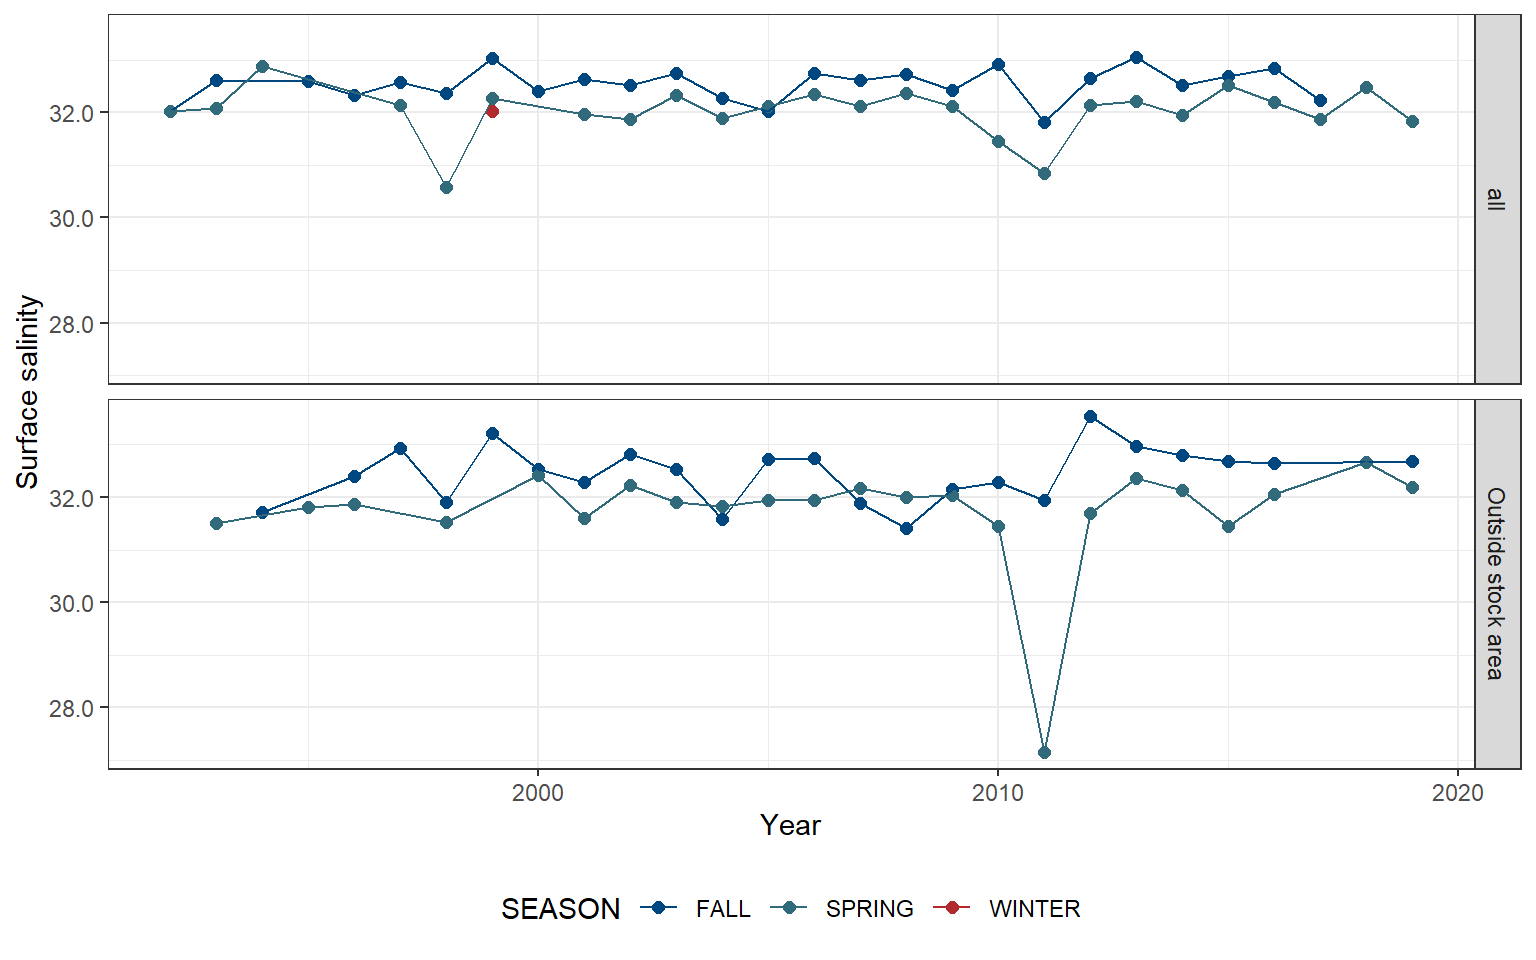 32.0
30.0
28.0
all
Surface salinity
32.0
30.0
28.0
Outside stock area
2000 2010 2020
Year
SEASON FALL SPRING WINTER